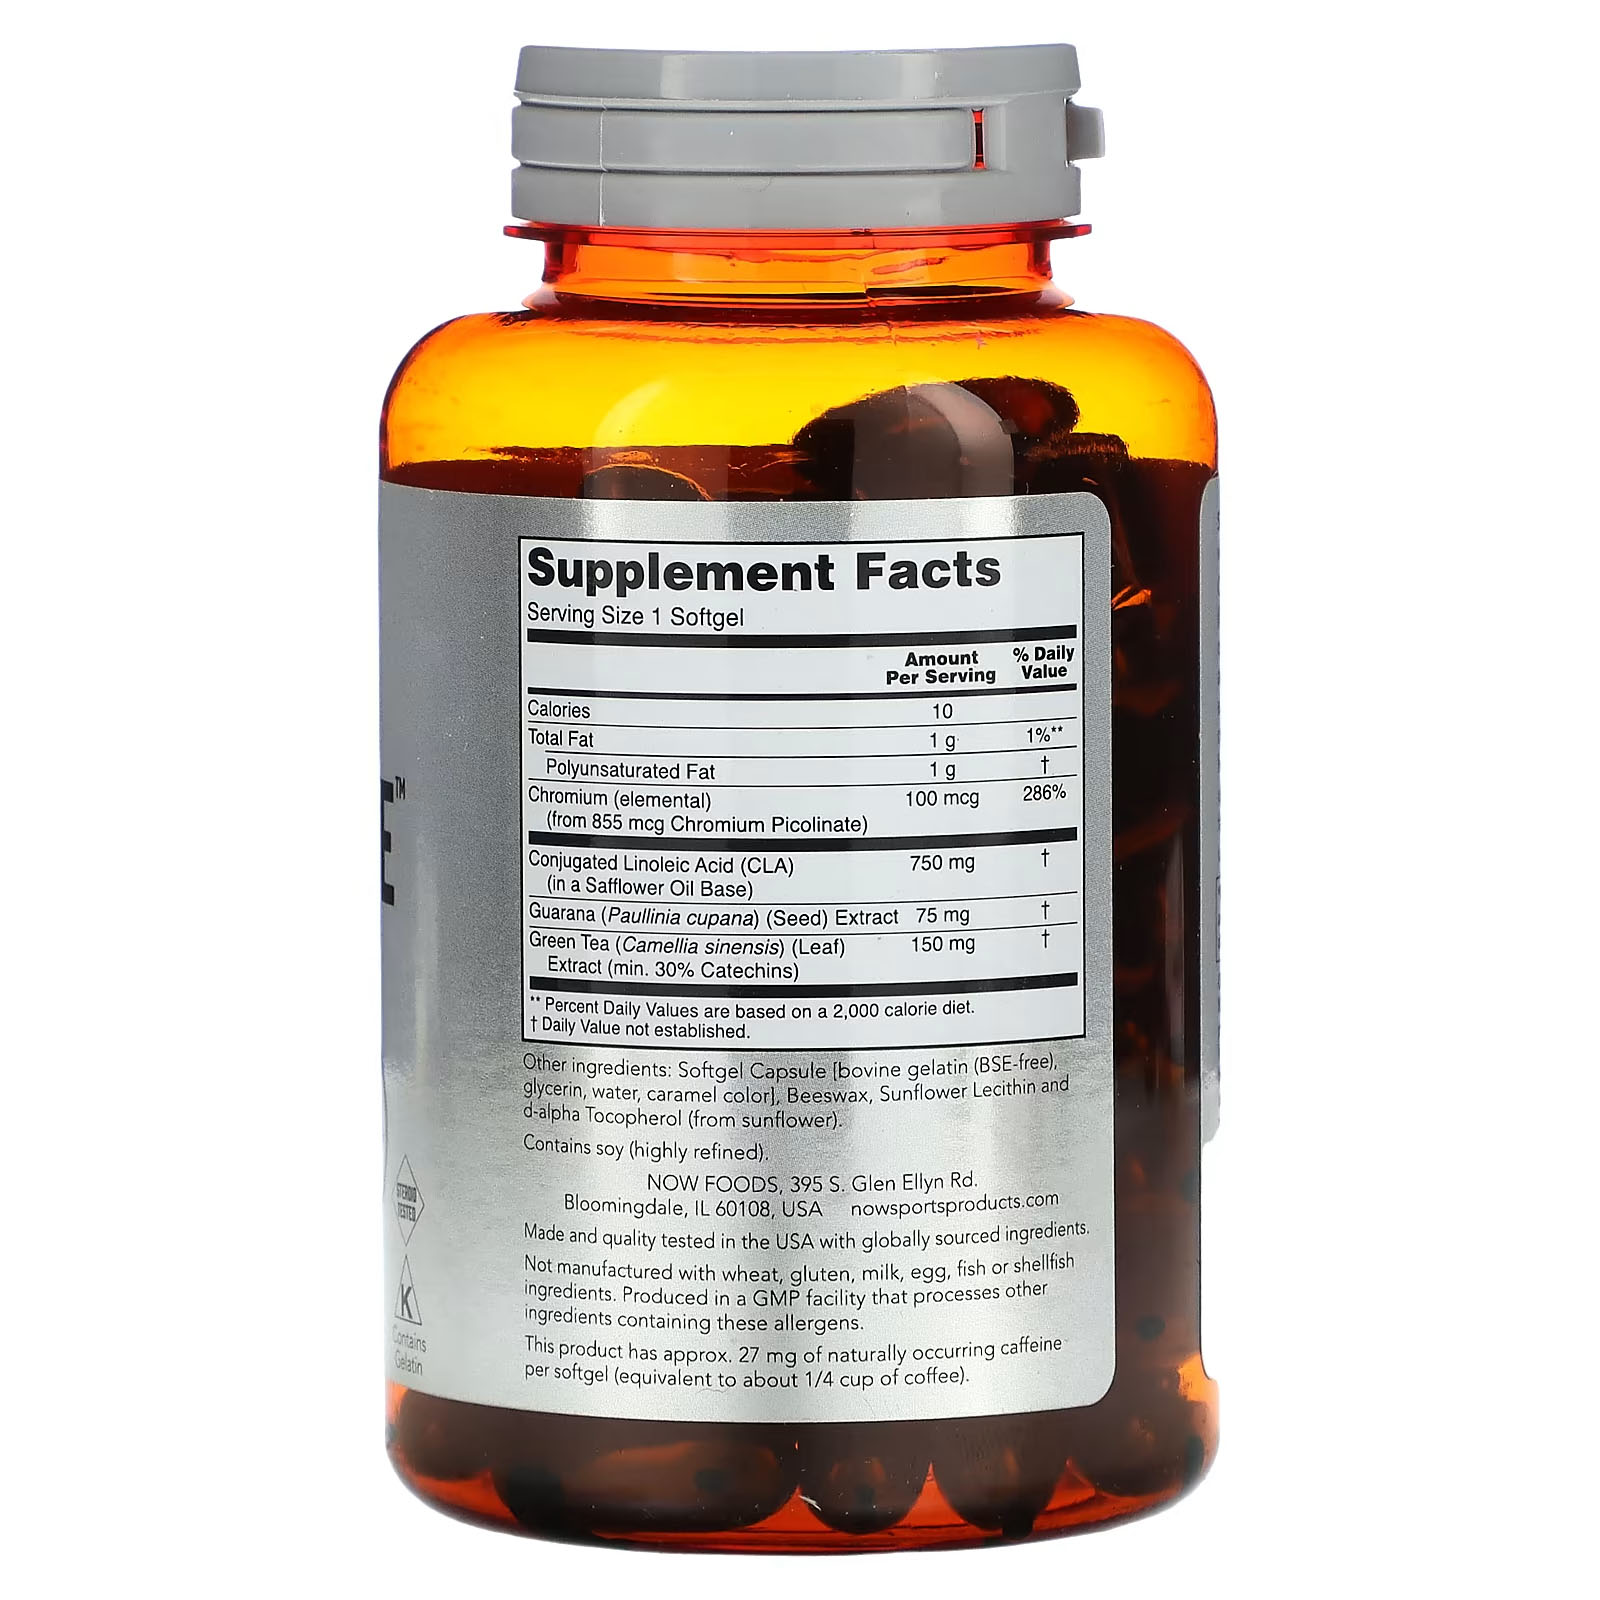 Supplement Facts
Serving Size 1 Softgel
Amount Per Serving % Daily Value
Calories 10
Total Fat 1 g 1%**
Polyunsaturated Fat 1 g †
Chromium (elemental) 100 mcg 286%
(from 855 mcg Chromium Picolinate)
Conjugated Linoleic Acid (CLA) 750 mg †
(in a Safflower Oil Base)
Guarana (Paullinia cupana) (Seed) Extract 75 mg †
Green Tea (Camellia sinensis) (Leaf) 150 mg †
Extract (min. 30% Catechins)
** Percent Daily Values are based on a 2,000 calorie diet.
† Daily Value not established.
Other ingredients: Softgel Capsule [bovine gelatin (BSE-free),
glycerin, water, caramel color], Beeswax, Sunflower Lecithin and
d-alpha Tocopherol (from sunflower).
Contains soy (highly refined).
NOW FOODS, 395 S. Glen Ellyn Rd.
Bloomingdale, IL 60108, USA nowsportsproducts.com
Made and quality tested in the USA with globally sourced ingredients.
Not manufactured with wheat, gluten, milk, egg, fish or shellfish
ingredients. Produced in a GMP facility that processes other
ingredients containing these allergens.
This product has approx. 27 mg of naturally occurring caffeine
per softgel (equivalent to about 1/4 cup of coffee).
E™
STEROID
TESTED
K
Contains
Gelatin